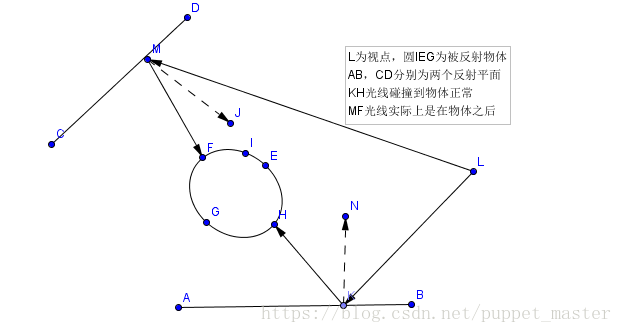 D
M
L为视点，圆IEG为被反射物体
AB，CD分别为两个反射平面
KH光线碰撞到物体正常
MF光线实际上是在物体之后
J
C
F
I
E
L
G
H
N
A
K
B
https://blog.csdn.net/puppet_master